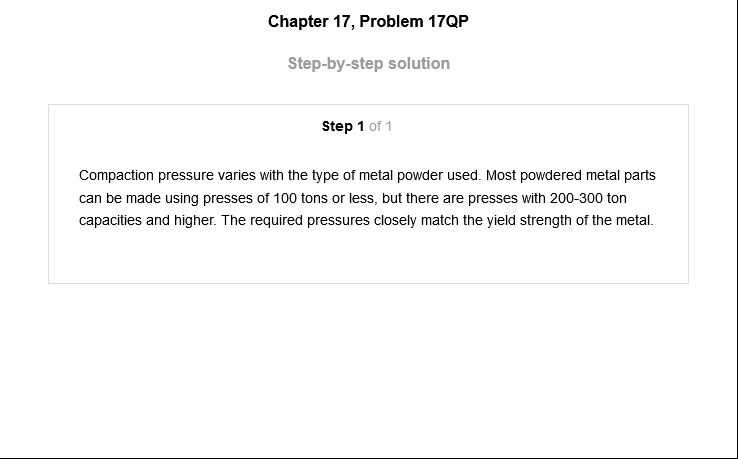 Chapter 17, Problem 17QP
Step-by-step solution
Step 1 of 1
Compaction pressure varies with the type of metal powder used. Most powdered metal parts
can be made using presses of 100 tons or less, but there are presses with 200-300 ton
capacities and higher. The required pressures closely match the yield strength of the metal.